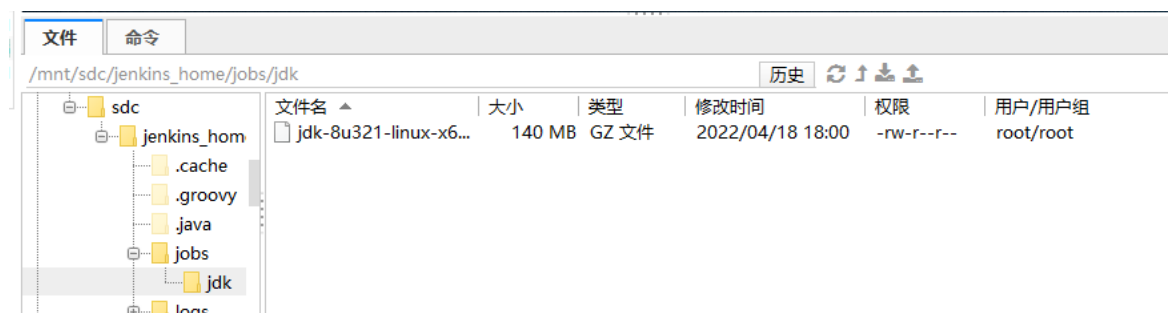 文件 命令
/mnt/sdc/jenkins_home/jobs/jdk 历史
sdc 文件名 大小 类型 修改时间 权限 用户/用户组
jenkins_hom jdk-8u321-linux-x6... 140 MB GZ 文件 2022/04/18 18:00 -rw-r--r-- root/root
.cache
.groovy
.java
jobs
jdk
logs